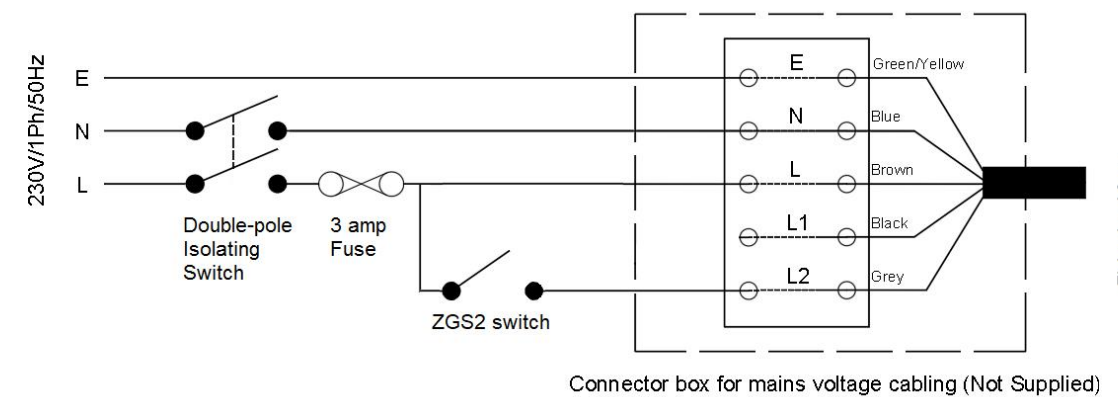 230V/1Ph/50Hz
E
N
L
Double-pole
Isolating
Switch
3 amp
Fuse
ZGS2 switch
E
Green/Yellow
N
Blue
L
Brown
L1
Black
L2
Grey
Connector box for mains voltage cabling (Not Supplied)